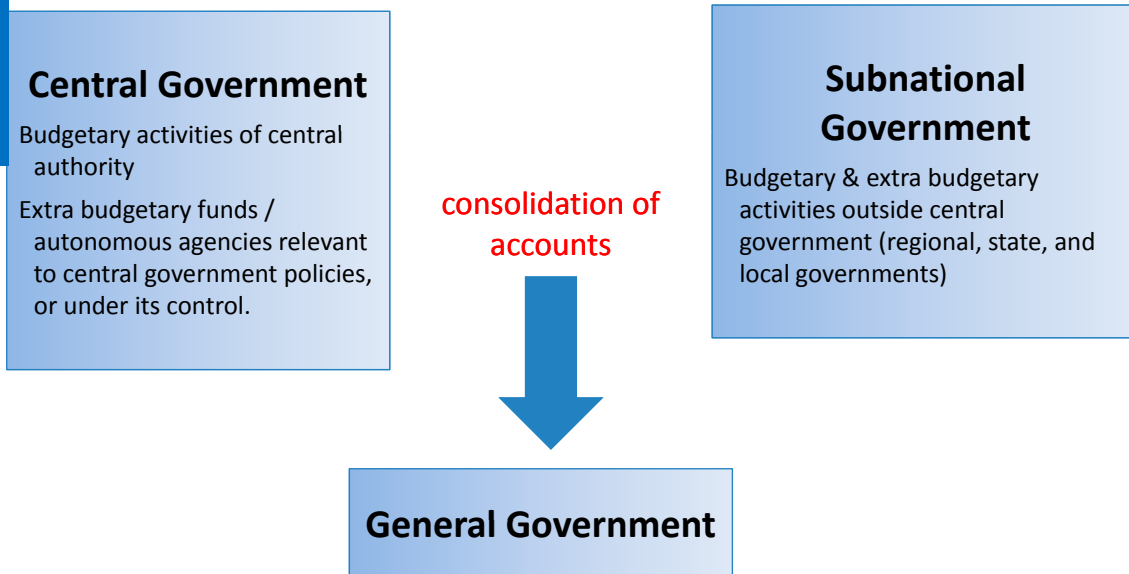 Central Government
Budgetary activities of central
authority
Extra budgetary funds /
autonomous agencies relevant
to central government policies,
or under its control.
consolidation of
accounts
Subnational
Government
Budgetary & extra budgetary
activities outside central
government (regional, state, and
local governments)
General Government